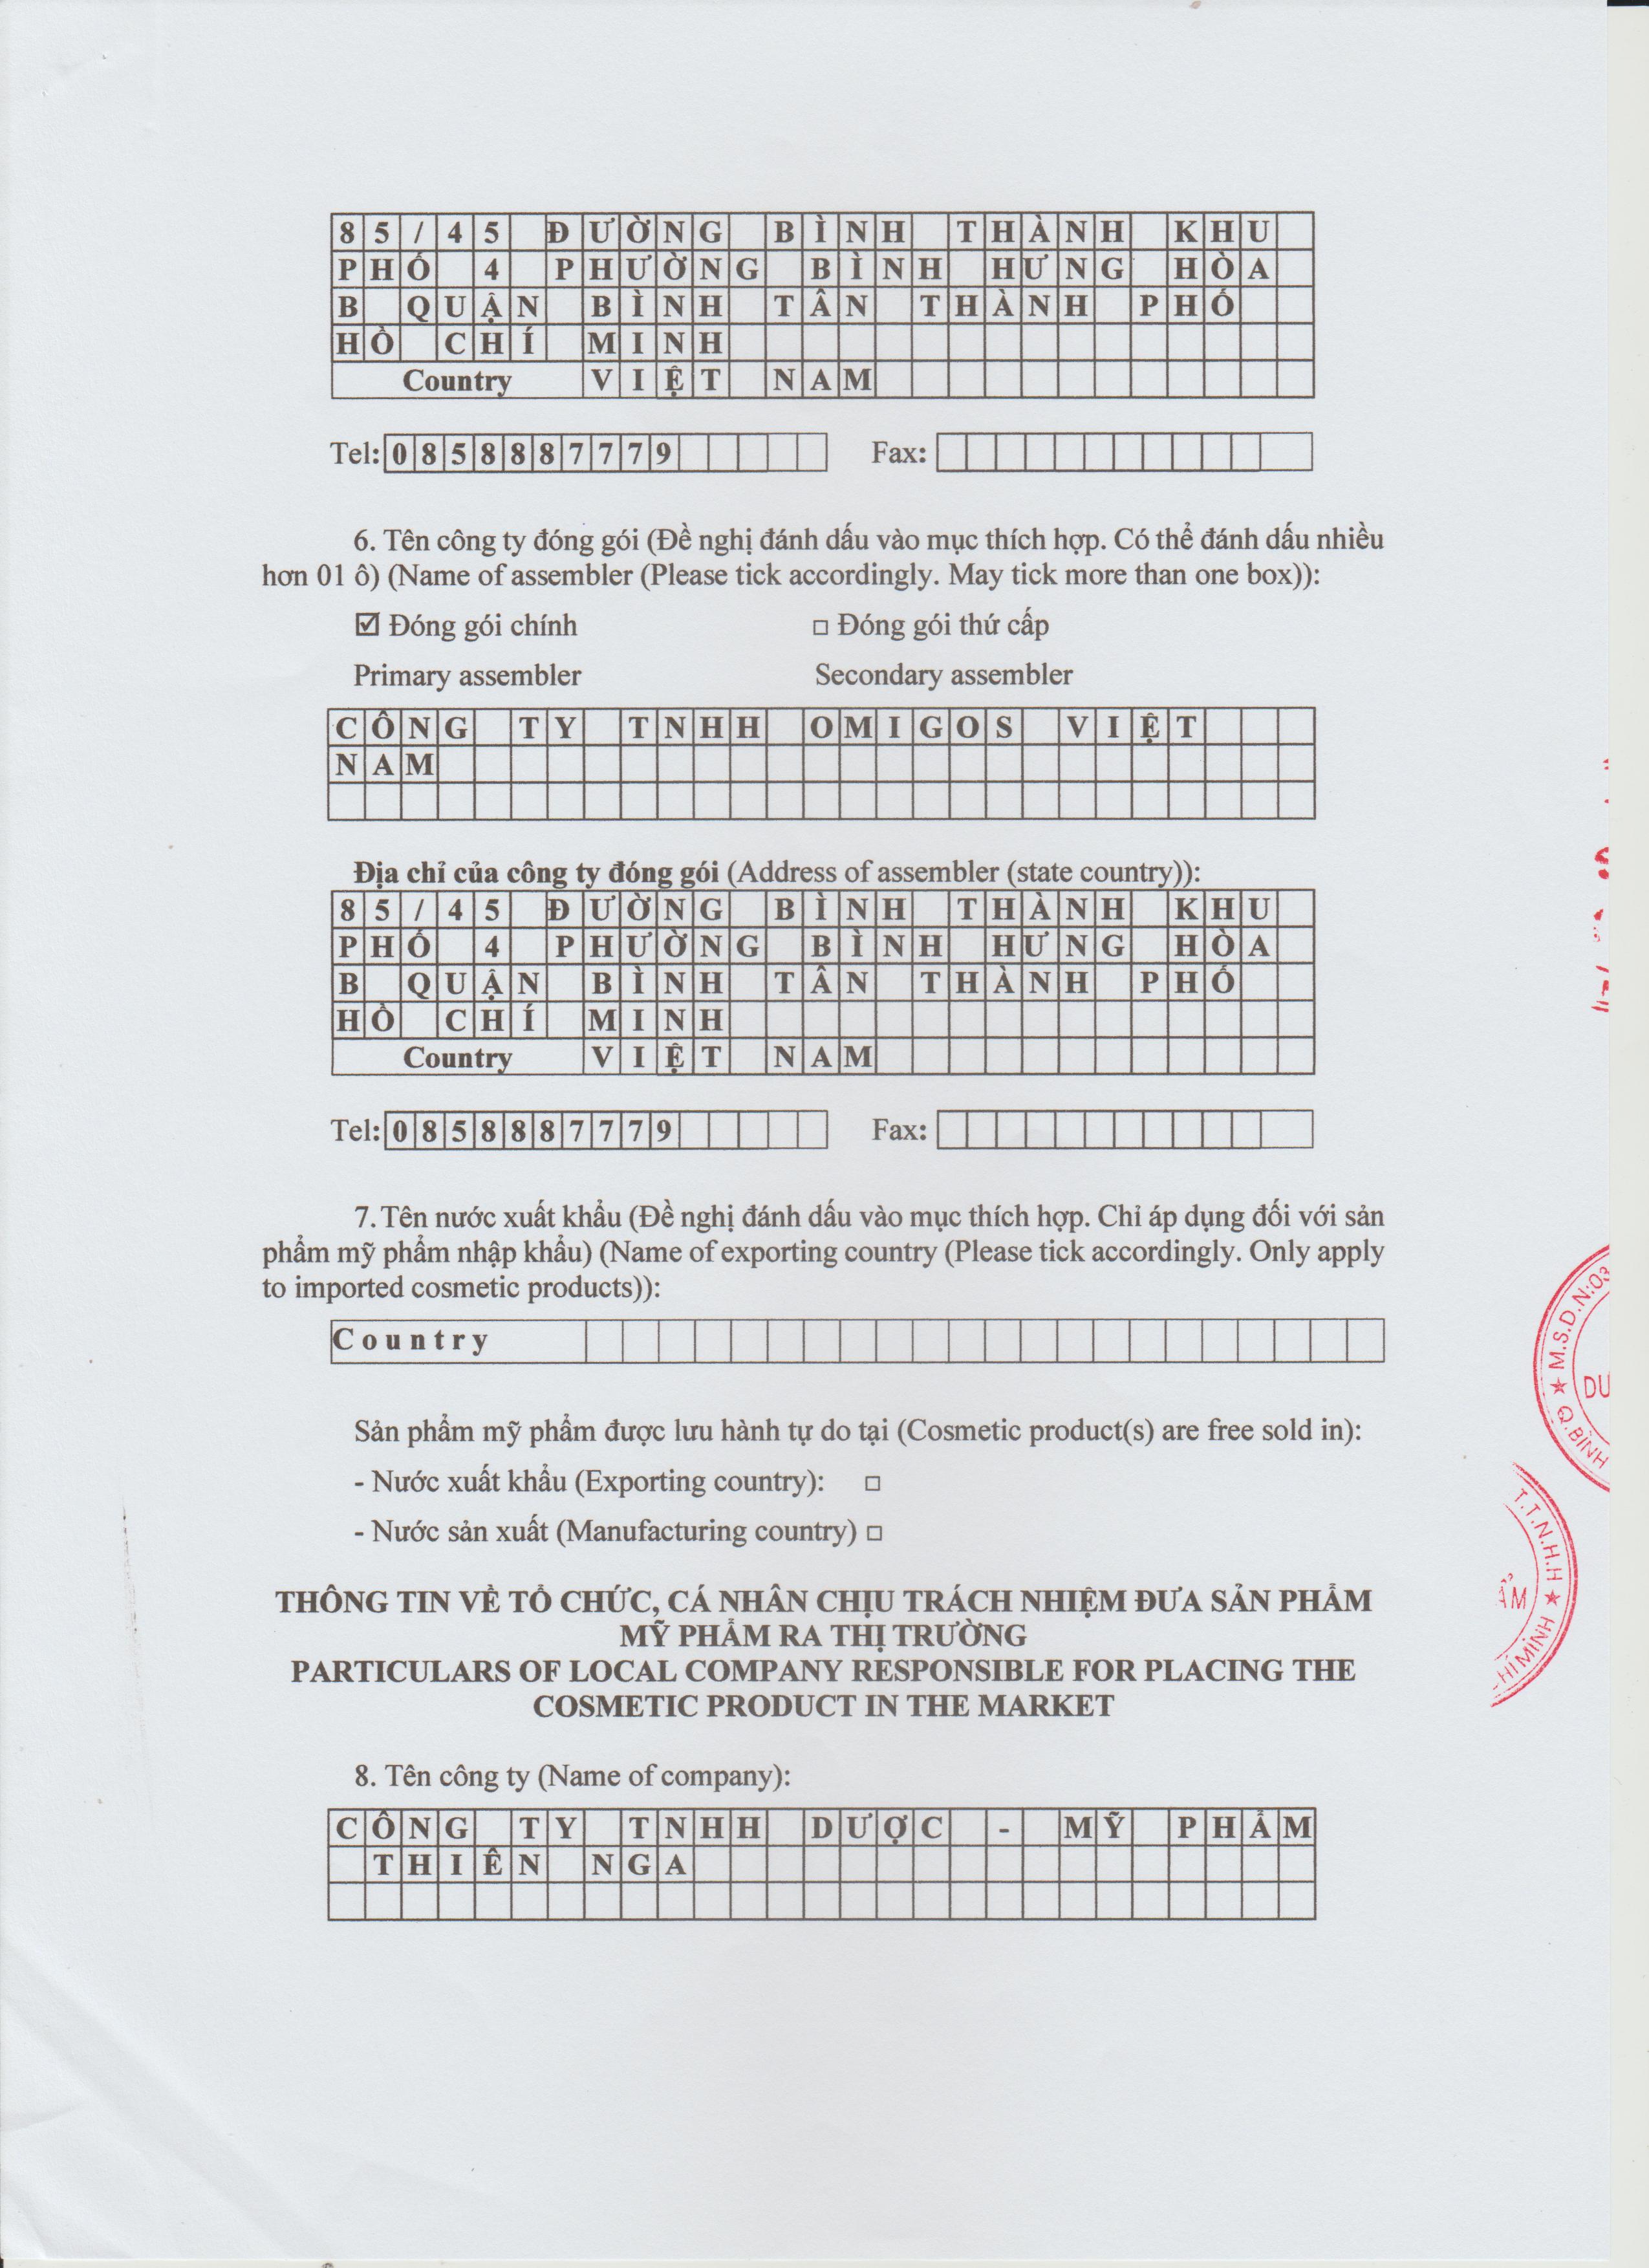 85/45 ĐƯỜNG BÌNH THÀNH KHU
PHỐ 4 PHƯỜNG BÌNH HƯNG HÒA
B QUẬN BÌNH TÂN THÀNH PHỐ
HỒ CHÍ MINH
Country VIỆT NAM
Tel: 0858887779 Fax:
6. Tên công ty đóng gói (Đề nghị đánh dấu vào mục thích hợp. Có thể đánh dấu nhiều
hơn 01 ô) (Name of assembler (Please tick accordingly. May tick more than one box)):
☑ Đóng gói chính □ Đóng gói thứ cấp
Primary assembler Secondary assembler
CÔNG TY TNHH OMIGOS VIỆT
NAM
Địa chỉ của công ty đóng gói (Address of assembler (state country)):
85/45 ĐƯỜNG BÌNH THÀNH KHU
PHỐ 4 PHƯỜNG BÌNH HƯNG HÒA
B QUẬN BÌNH TÂN THÀNH PHỐ
HỒ CHÍ MINH
Country VIỆT NAM
Tel: 0858887779 Fax:
7. Tên nước xuất khẩu (Đề nghị đánh dấu vào mục thích hợp. Chỉ áp dụng đối với sản
phẩm mỹ phẩm nhập khẩu) (Name of exporting country (Please tick accordingly. Only apply
to imported cosmetic products)):
Country
M.S.D.N:03
DU
Q.BÌNH
Sản phẩm mỹ phẩm được lưu hành tự do tại (Cosmetic product(s) are free sold in):
- Nước xuất khẩu (Exporting country): □
- Nước sản xuất (Manufacturing country) □
T.T.N.H.H
HÍ MINH
THÔNG TIN VỀ TỔ CHỨC, CÁ NHÂN CHỊU TRÁCH NHIỆM ĐƯA SẢN PHẨM
MỸ PHẨM RA THỊ TRƯỜNG
PARTICULARS OF LOCAL COMPANY RESPONSIBLE FOR PLACING THE
COSMETIC PRODUCT IN THE MARKET
8. Tên công ty (Name of company):
CÔNG TY TNHH DƯỢC - MỸ PHẨM
THIÊN NGA